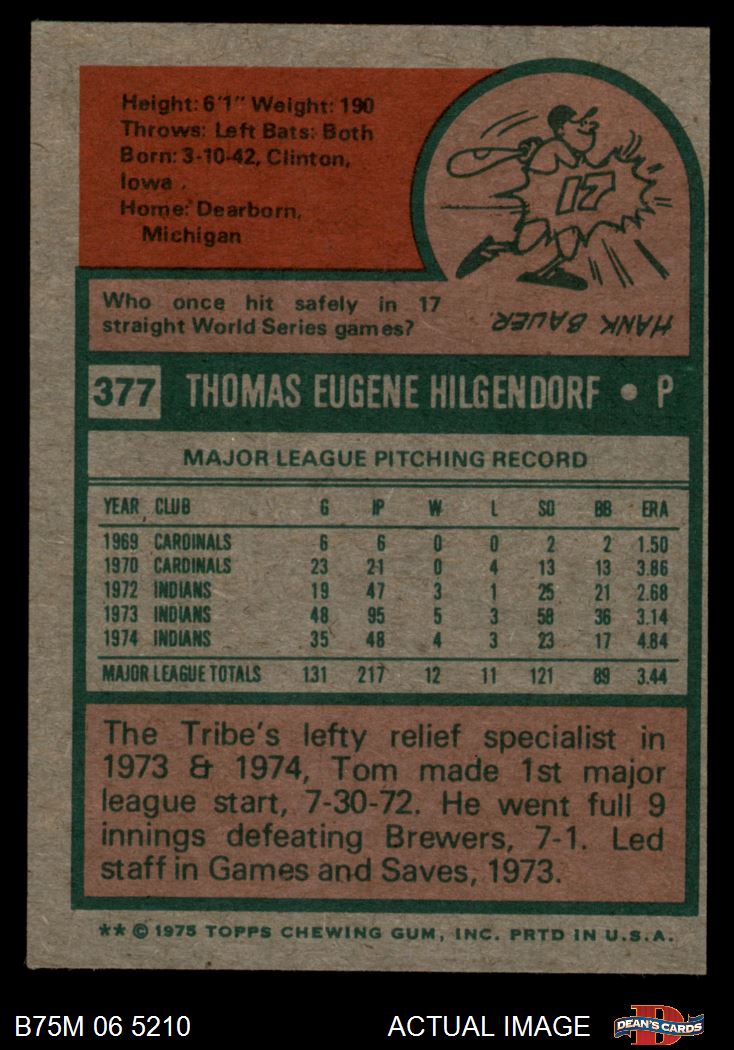 Height: 6'1" Weight: 190
Throws: Left Bats: Both
Born: 3-10-42, Clinton,
Iowa
Home: Dearborn,
Michigan
17
Who once hit safely in 17
straight World Series games?
HANK BAUER.
377 THOMAS EUGENE HILGENDORF • P
MAJOR LEAGUE PITCHING RECORD
YEAR CLUB G IP W L SO BB ERA
1969 CARDINALS 6 6 0 0 2 2 1.50
1970 CARDINALS 23 21 0 4 13 13 3.86
1972 INDIANS 19 47 3 1 25 21 2.68
1973 INDIANS 48 95 5 3 58 36 3.14
1974 INDIANS 35 48 4 3 23 17 4.84
MAJOR LEAGUE TOTALS 131 217 12 11 121 89 3.44
The Tribe's lefty relief specialist in
1973 & 1974, Tom made 1st major
league start, 7-30-72. He went full 9
innings defeating Brewers, 7-1. Led
staff in Games and Saves, 1973.
** © 1975 TOPPS CHEWING GUM, INC. PRTD IN U.S.A.
B75M 06 5210 ACTUAL IMAGE
D
DEAN'S CARDS